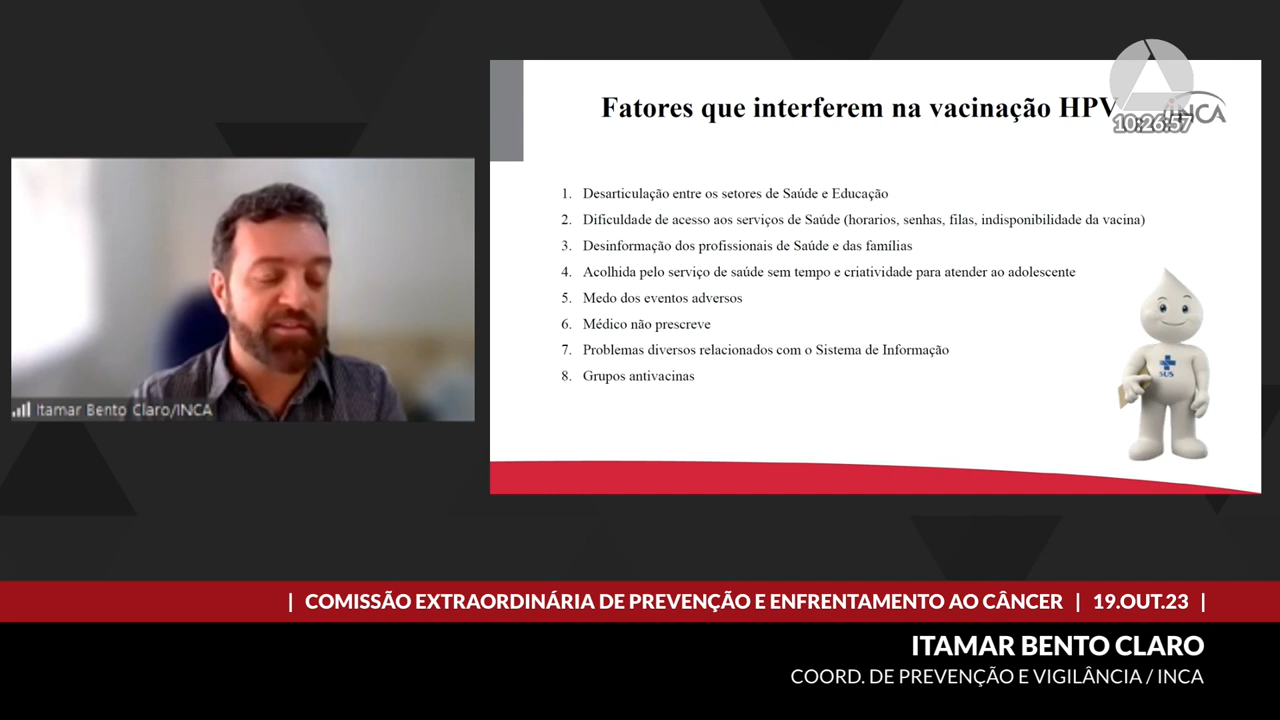 Fatores que interferem na vacinação HPV
INCA
10:26:57
1. Desarticulação entre os setores de Saúde e Educação
2. Dificuldade de acesso aos serviços de Saúde (horarios, senhas, filas, indisponibilidade da vacina)
3. Desinformação dos profissionais de Saúde e das famílias
4. Acolhida pelo serviço de saúde sem tempo e criatividade para atender ao adolescente
5. Medo dos eventos adversos
6. Médico não prescreve
7. Problemas diversos relacionados com o Sistema de Informação
8. Grupos antivacinas
SUS
Itamar Bento Claro/INCA
| COMISSÃO EXTRAORDINÁRIA DE PREVENÇÃO E ENFRENTAMENTO AO CÂNCER | 19.OUT.23 |
ITAMAR BENTO CLARO
COORD. DE PREVENÇÃO E VIGILÂNCIA / INCA